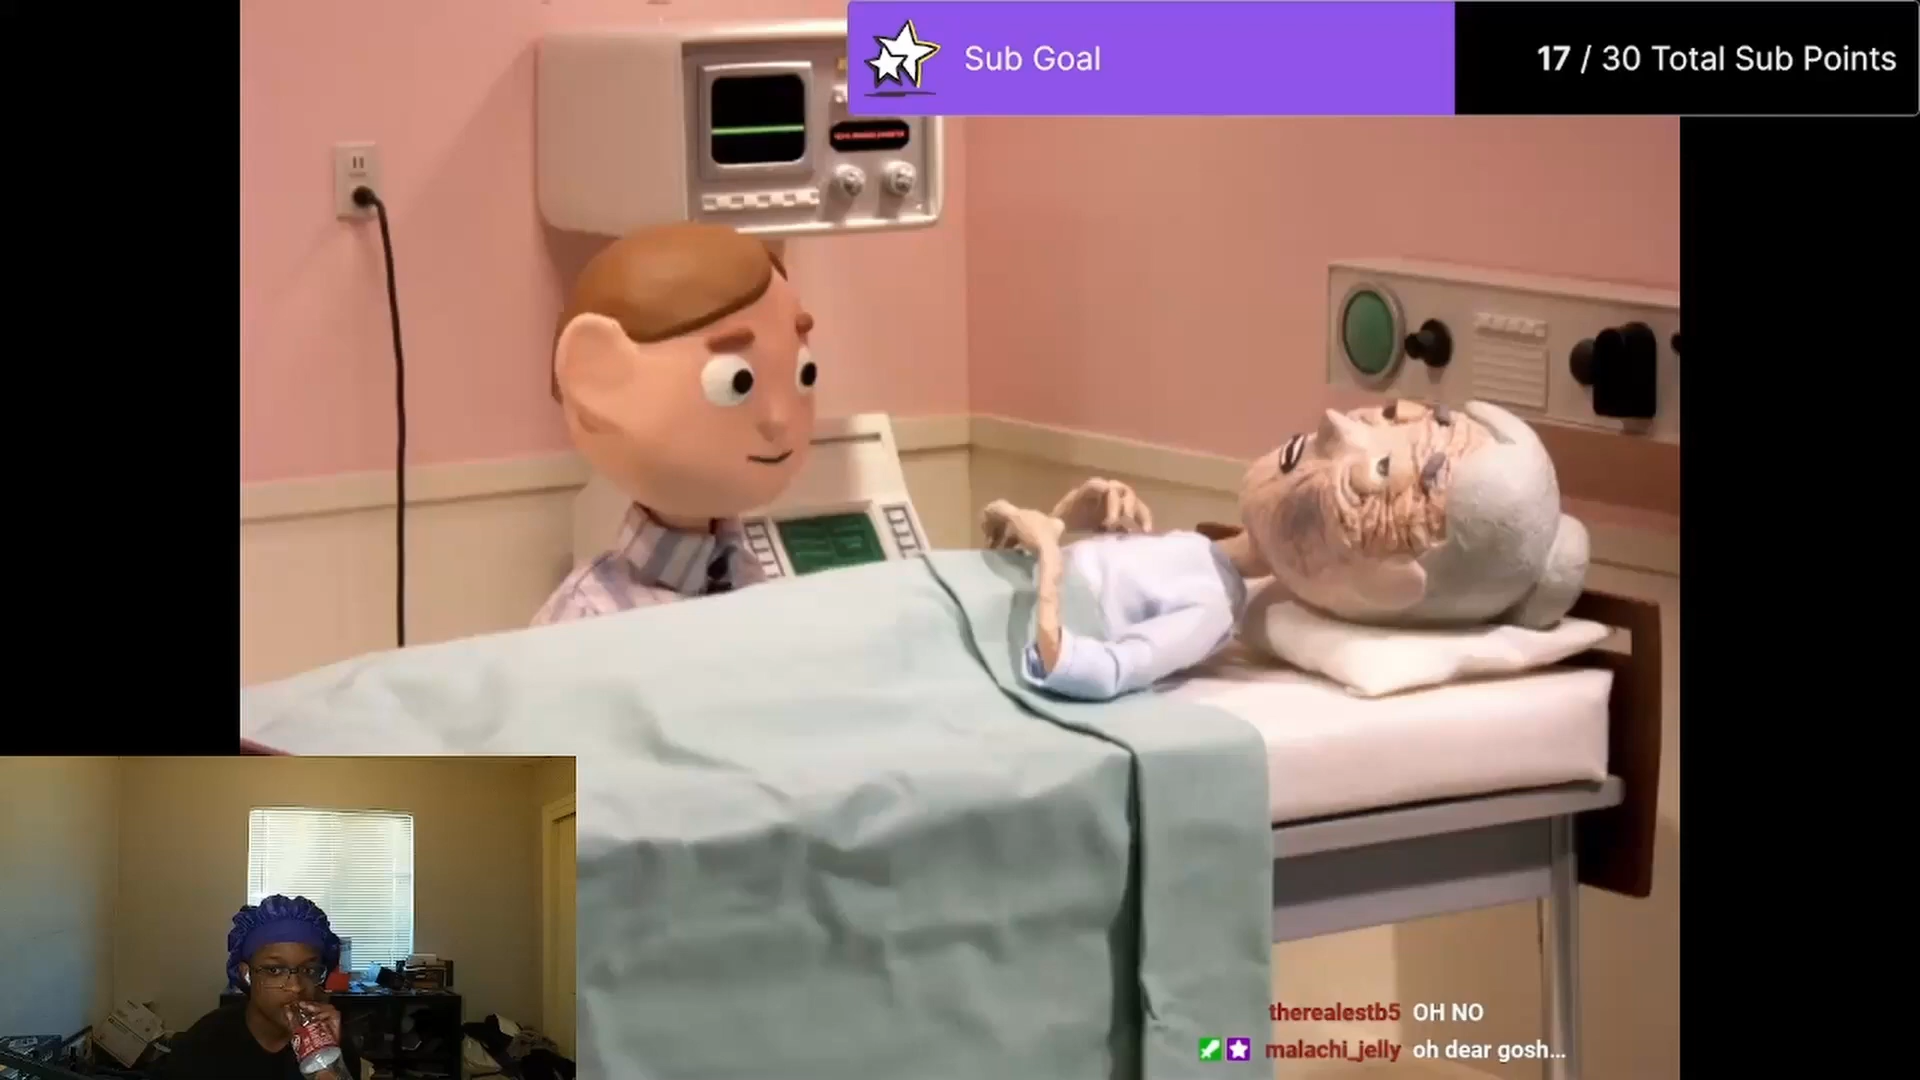 Sub Goal
17 / 30 Total Sub Points
therealestb5 OH NO
malachi_jelly oh dear gosh...